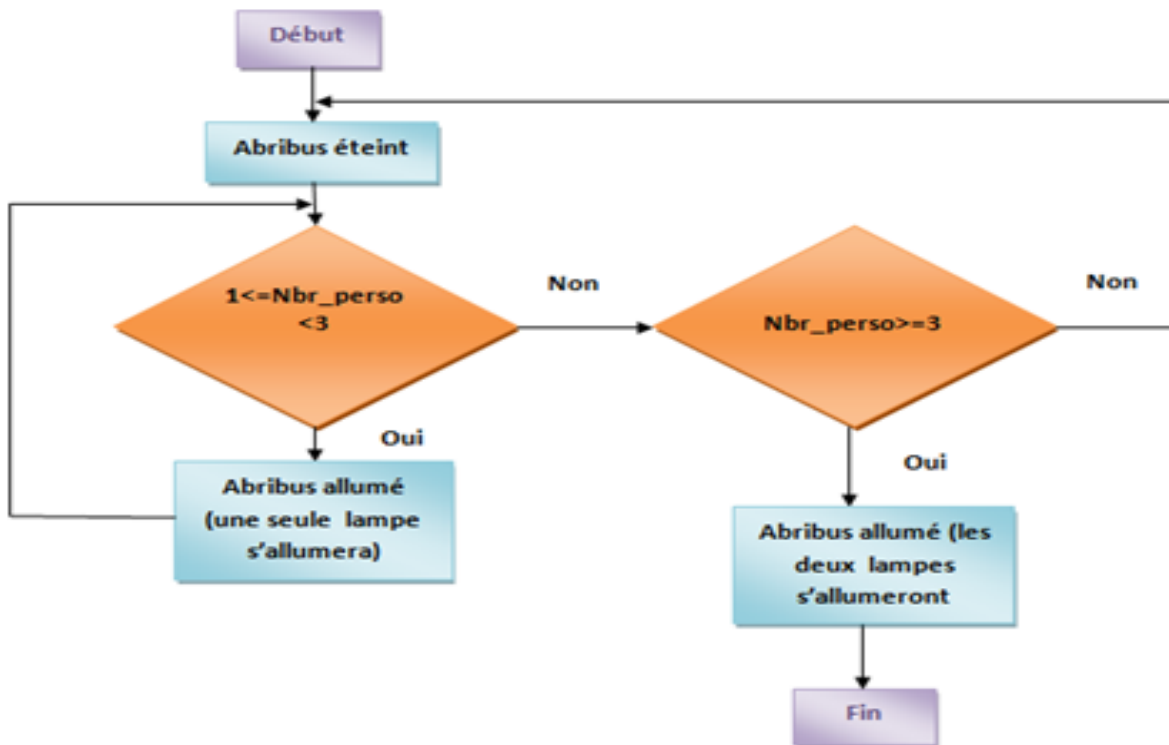 Début
Abribus éteint
1<=Nbr_perso
<3
Non
Nbr_perso>=3
Non
Oui
Abribus allumé
(une seule lampe
s'allumera)
Oui
Abribus allumé (les
deux lampes
s'allumeront
Fin